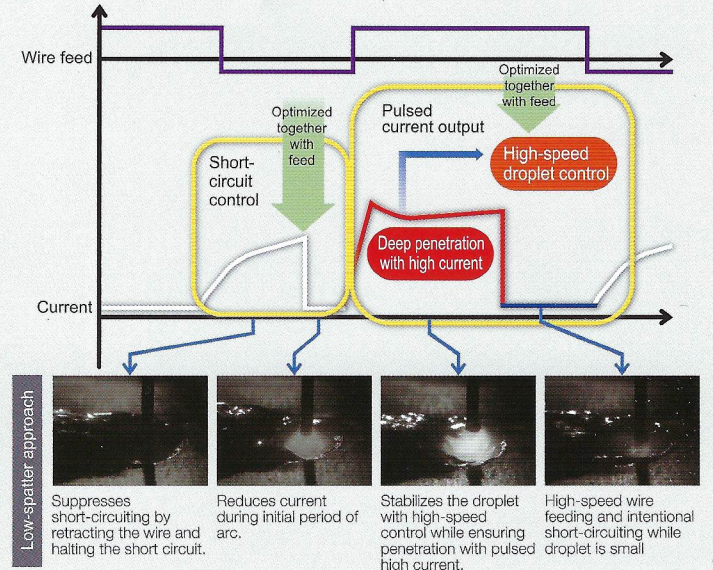 Wire feed
Optimized
together
with feed
Optimized
together
with
feed
Pulsed
current output
High-speed
droplet control
Short-
circuit
control
Deep penetration
with high current
Current
Low-spatter approach
Suppresses
short-circuiting by
retracting the wire and
halting the short circuit.
Reduces current
during initial period of
arc.
Stabilizes the droplet
with high-speed
control while ensuring
penetration with pulsed
high current.
High-speed wire
feeding and intentional
short-circuiting while
droplet is small